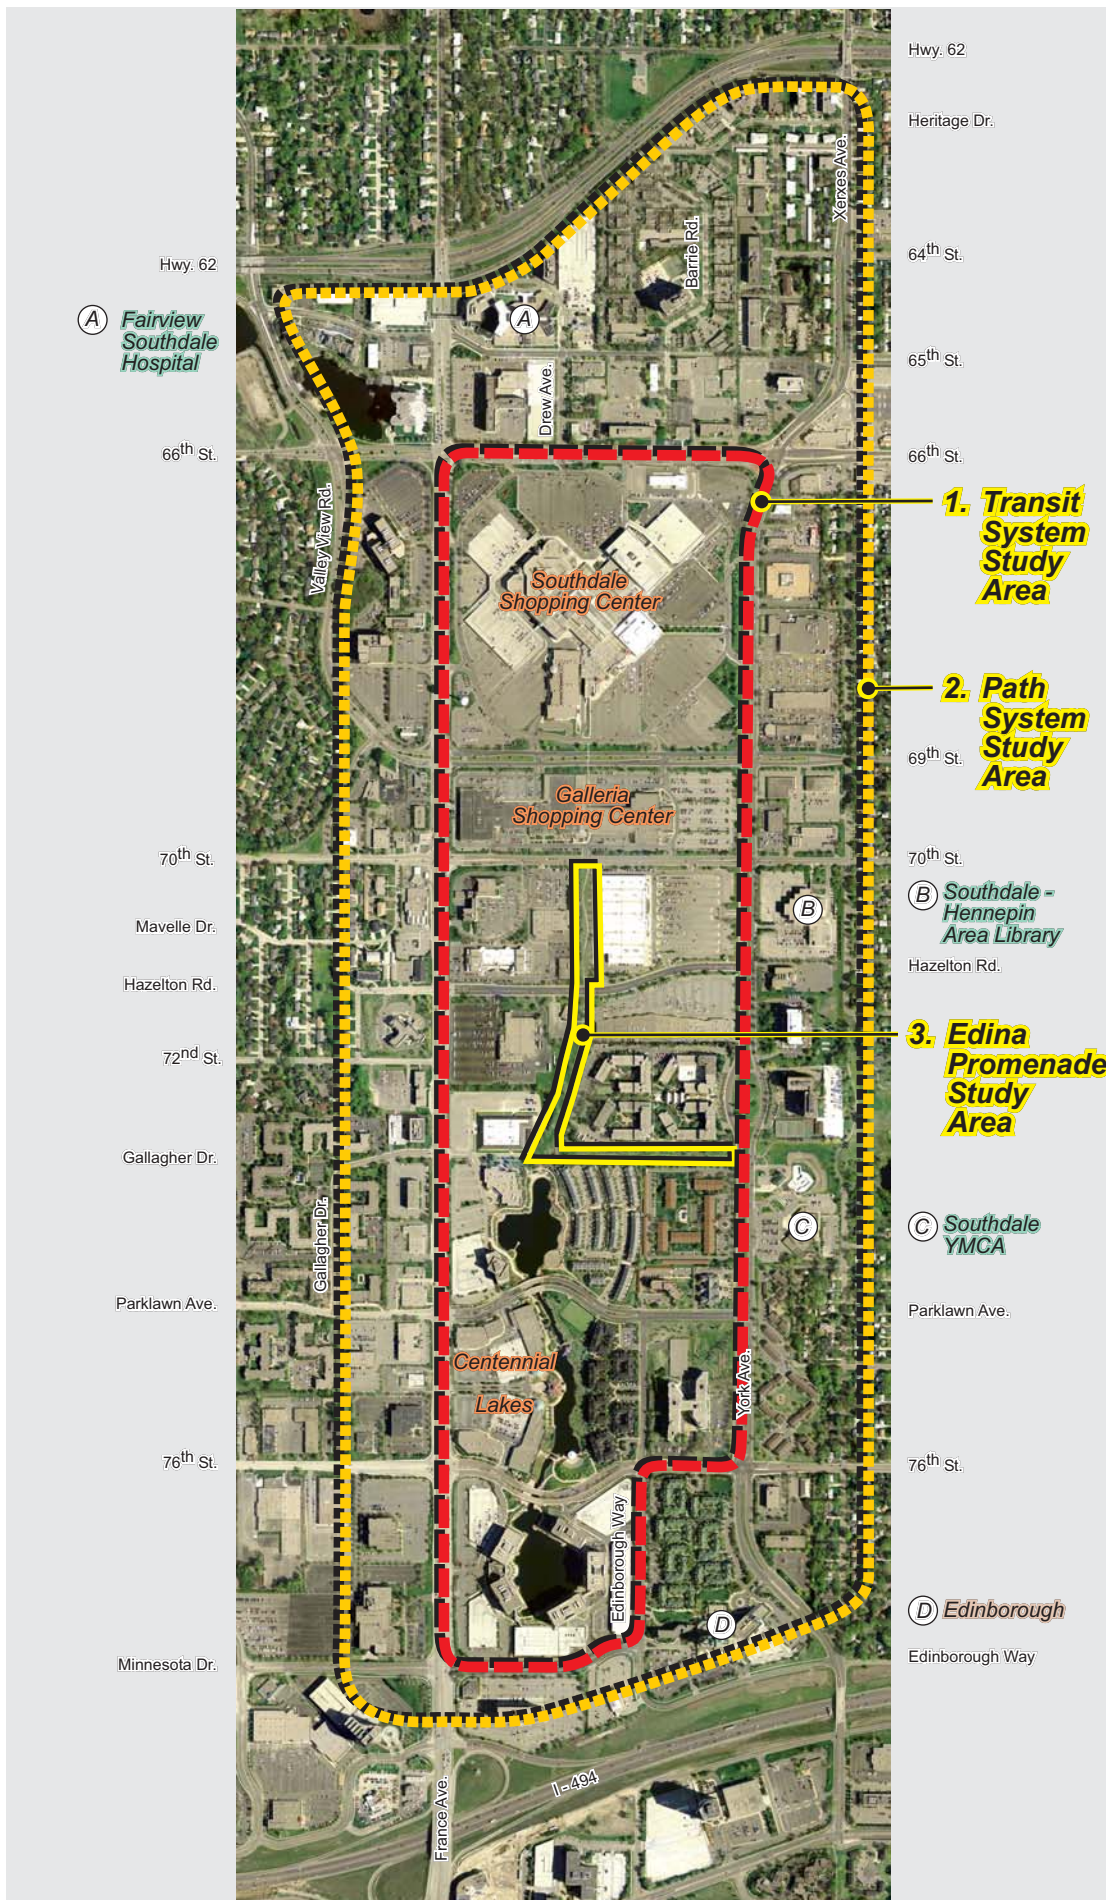 Hwy. 62
Heritage Dr.
Xerxes Ave.
Barrie Rd.
64th St.
Hwy. 62
A Fairview
Southdale
Hospital
A
65th St.
Drew Ave.
66th St.
66th St.
1. Transit
System
Study
Area
Valley View Rd.
Southdale
Shopping Center
2. Path
System
Study
Area
69th St.
Galleria
Shopping Center
70th St.
70th St.
B Southdale -
Hennepin
Area Library
B
Mavelle Dr.
Hazelton Rd.
Hazelton Rd.
3. Edina
Promenade
Study
Area
72nd St.
Gallagher Dr.
Gallagher Dr.
C
C Southdale
YMCA
Parklawn Ave.
Parklawn Ave.
Centennial
Lakes
York Ave.
76th St.
76th St.
Edinborough Way
D
D Edinborough
Minnesota Dr.
Edinborough Way
I - 494
France Ave.